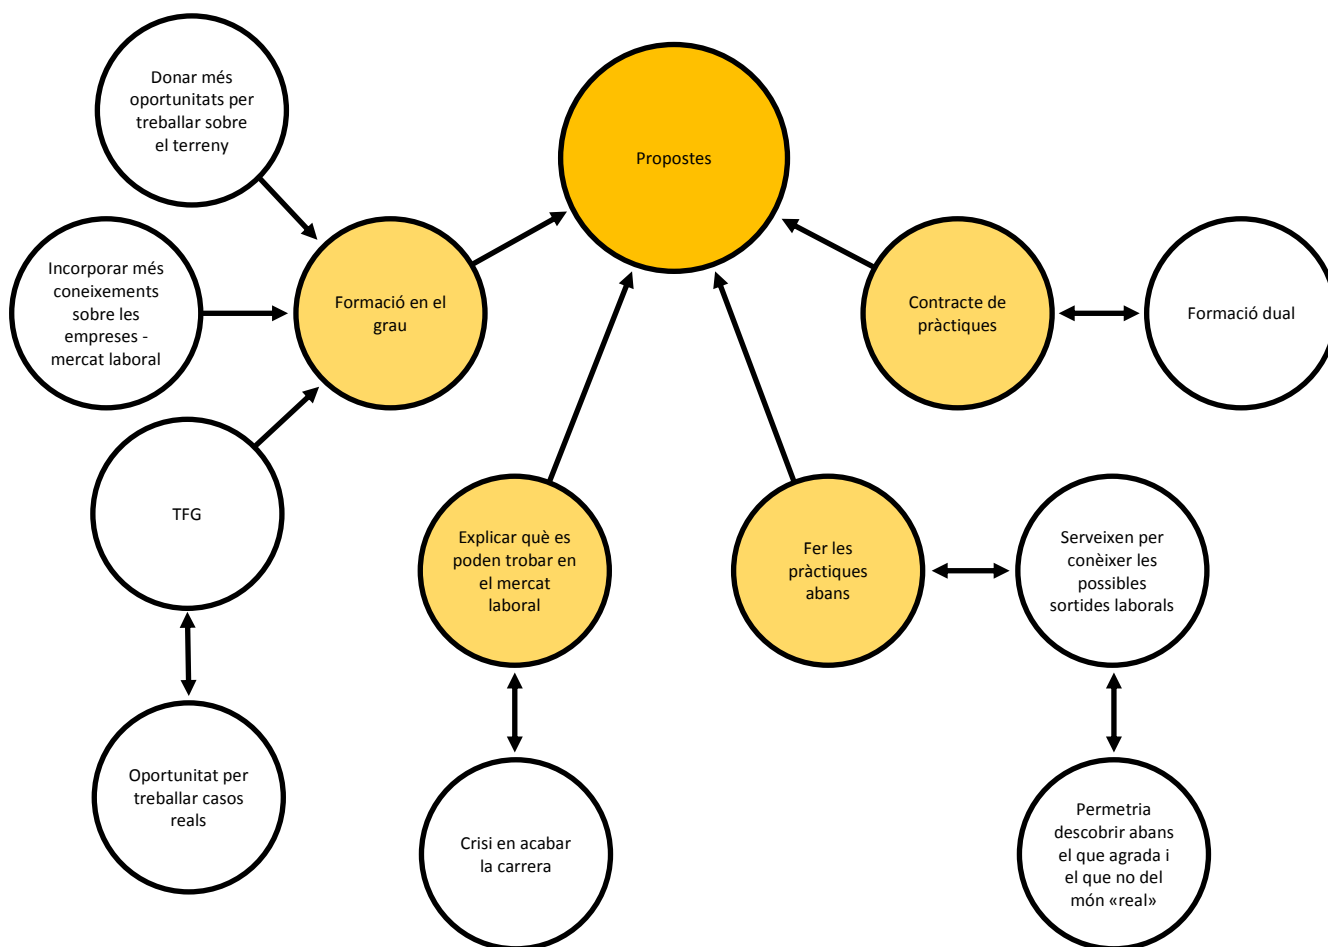 Donar més
oportunitats per
treballar sobre
el terreny
Propostes
Incorporar més
coneixements
sobre les
empreses -
mercat laboral
Formació en el
grau
Contracte de
pràctiques
Formació dual
TFG
Explicar què es
poden trobar en
el mercat
laboral
Fer les
pràctiques
abans
Serveixen per
conèixer les
possibles
sortides laborals
Oportunitat per
treballar casos
reals
Crisi en acabar
la carrera
Permetria
descobrir abans
el que agrada i
el que no del
món «real»